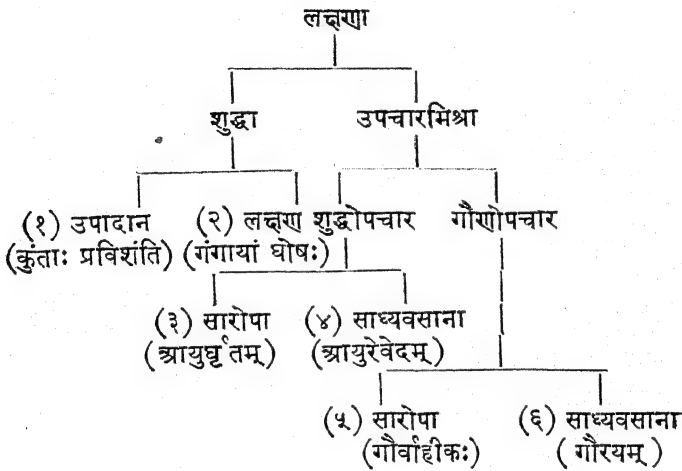 लक्षणा
शुद्धा उपचारमिश्रा
(१) उपादान (२) लक्षण शुद्धोपचार गौणोपचार
(कुंताः प्रविशंति) (गंगायां घोषः)
(३) सारोपा (४) साध्यवसाना
(आयुर्घृतम्) (आयुरेवेदम्)
(५) सारोपा (६) साध्यवसाना
(गौर्वाहीकः) (गौरयम्)